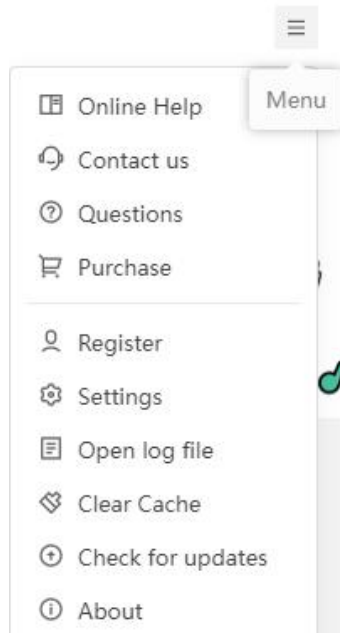 Menu
Online Help
Contact us
Questions
Purchase
Register
Settings
Open log file
Clear Cache
Check for updates
About